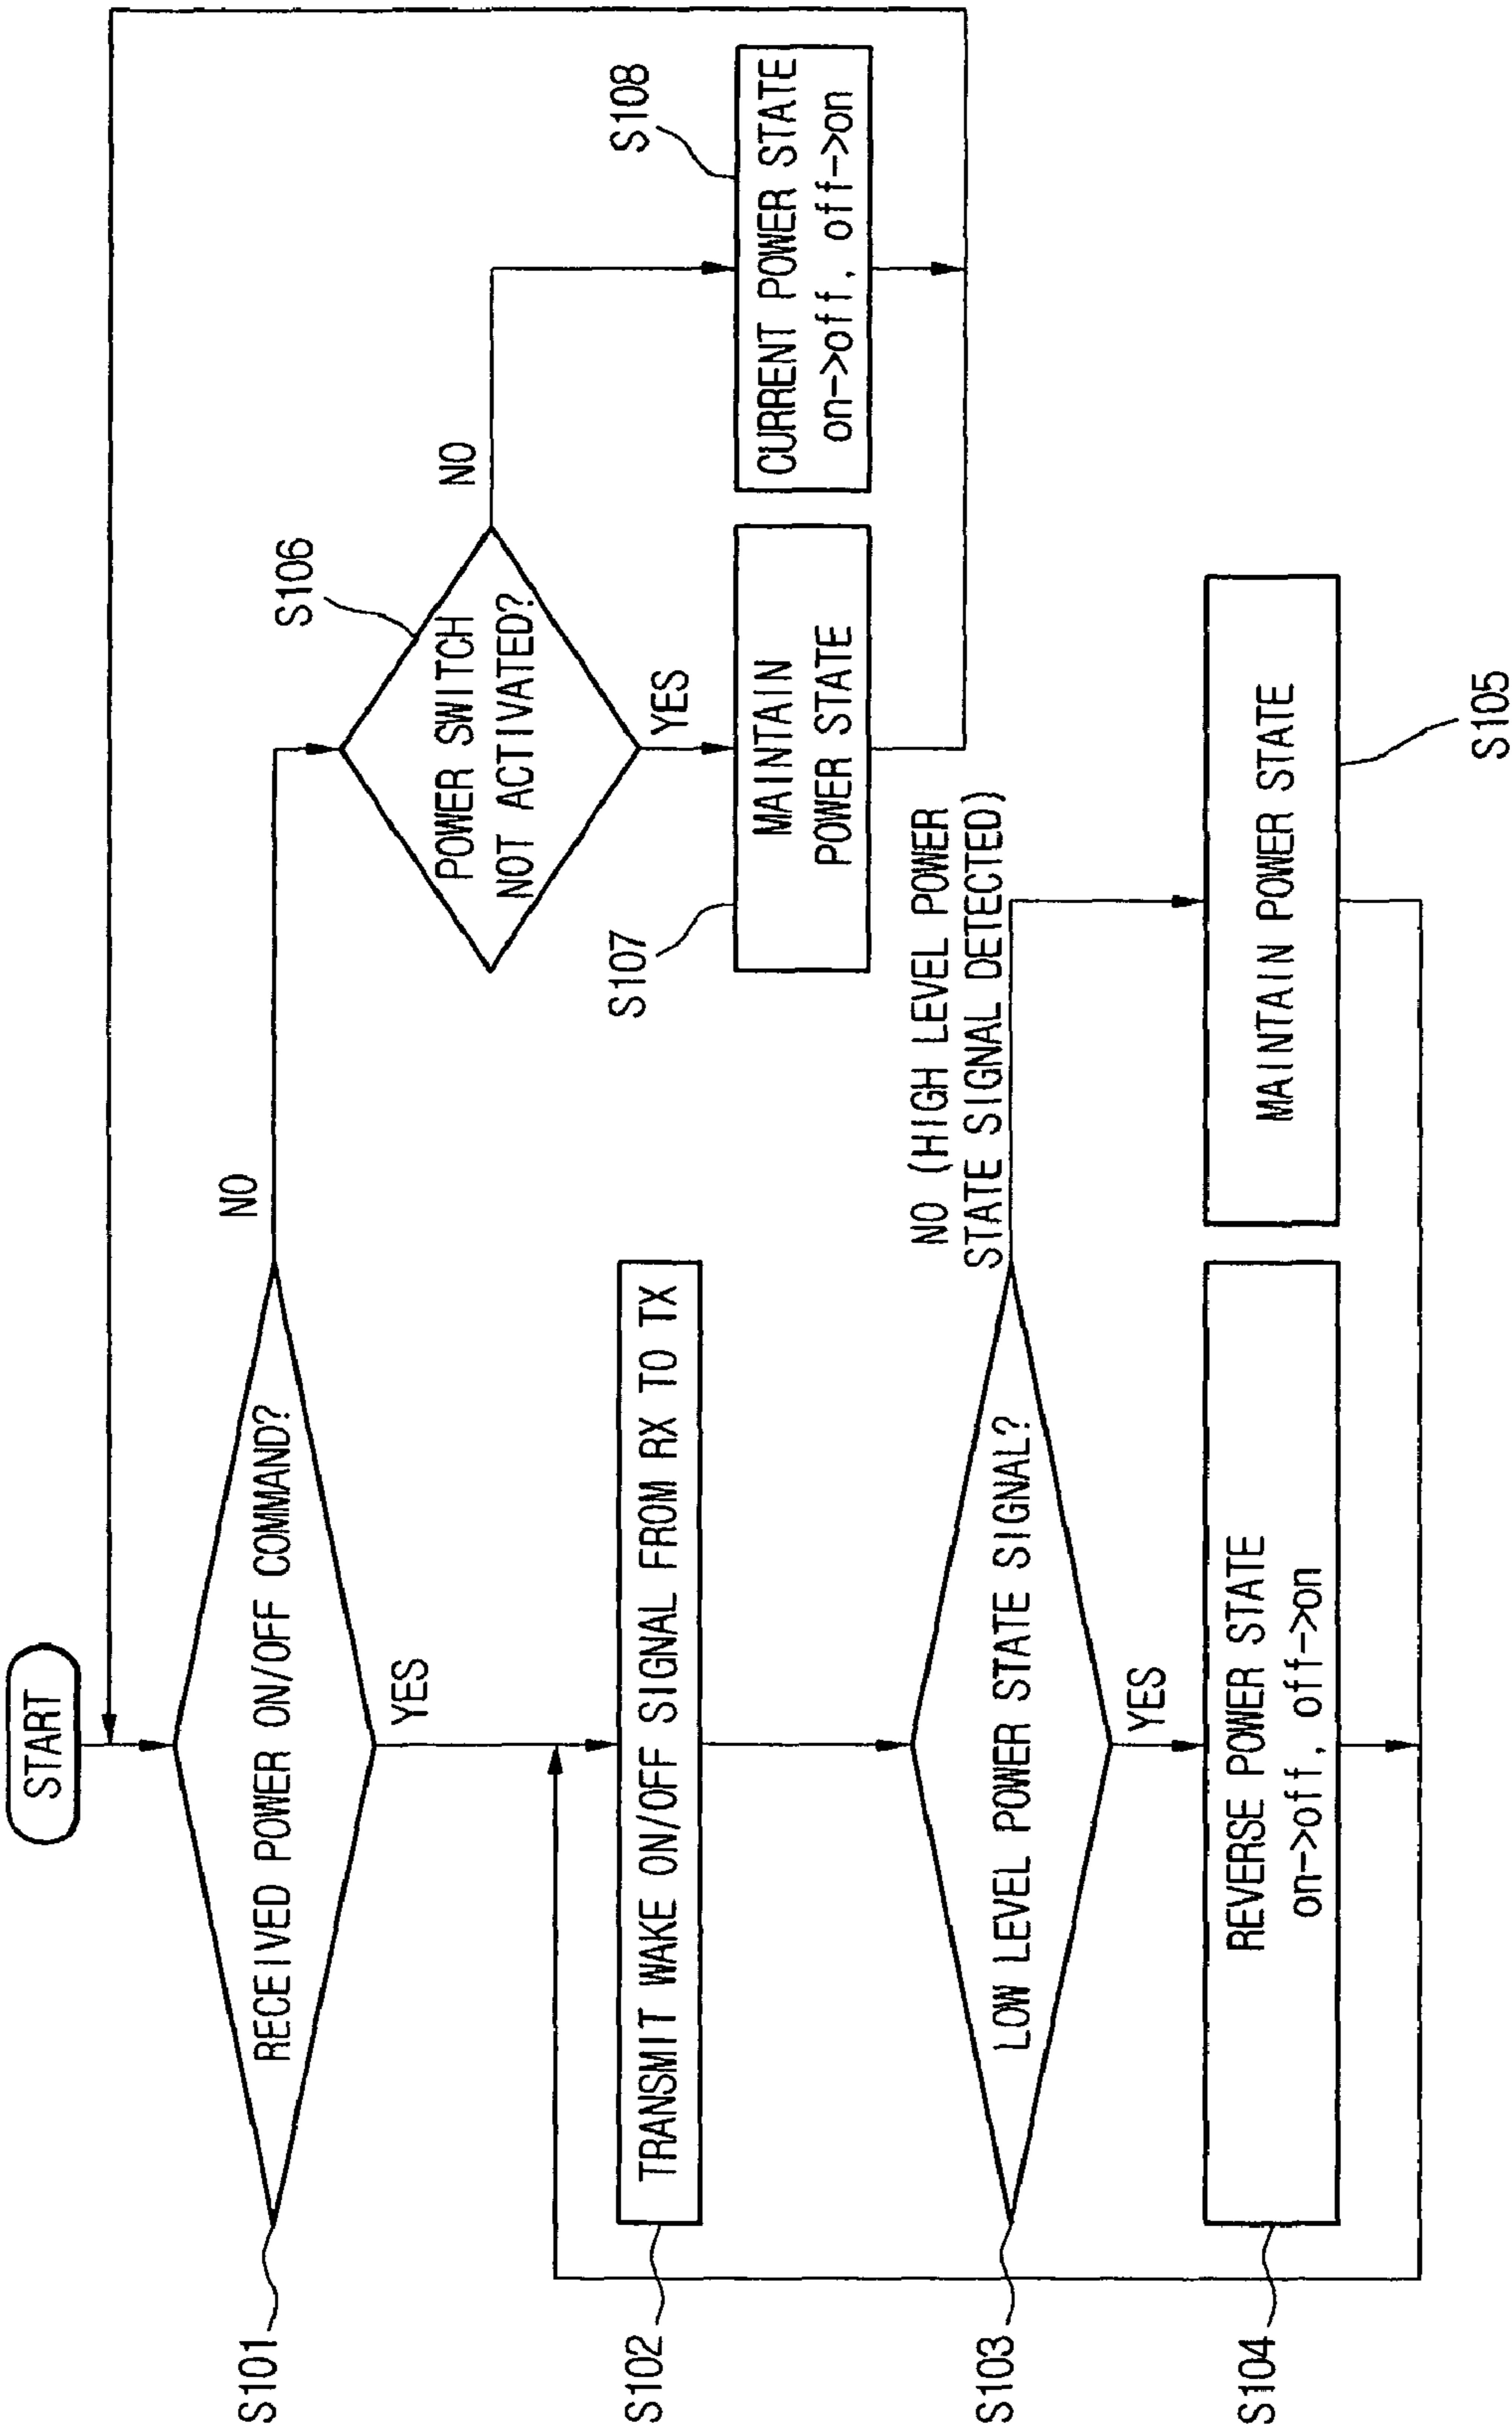 START
S101
RECEIVED POWER ON/OFF COMMAND?
NO
YES
S102
TRANSMIT WAKE ON/OFF SIGNAL FROM RX TO TX
S103
LOW LEVEL POWER STATE SIGNAL?
NO (HIGH LEVEL POWER
STATE SIGNAL DETECTED)
YES
S104
REVERSE POWER STATE
on->off, off->on
MAINTAIN POWER STATE
S105
S106
POWER SWITCH
NOT ACTIVATED?
NO
YES
S107
MAINTAIN
POWER STATE
S108
CURRENT POWER STATE
on->off, off->on